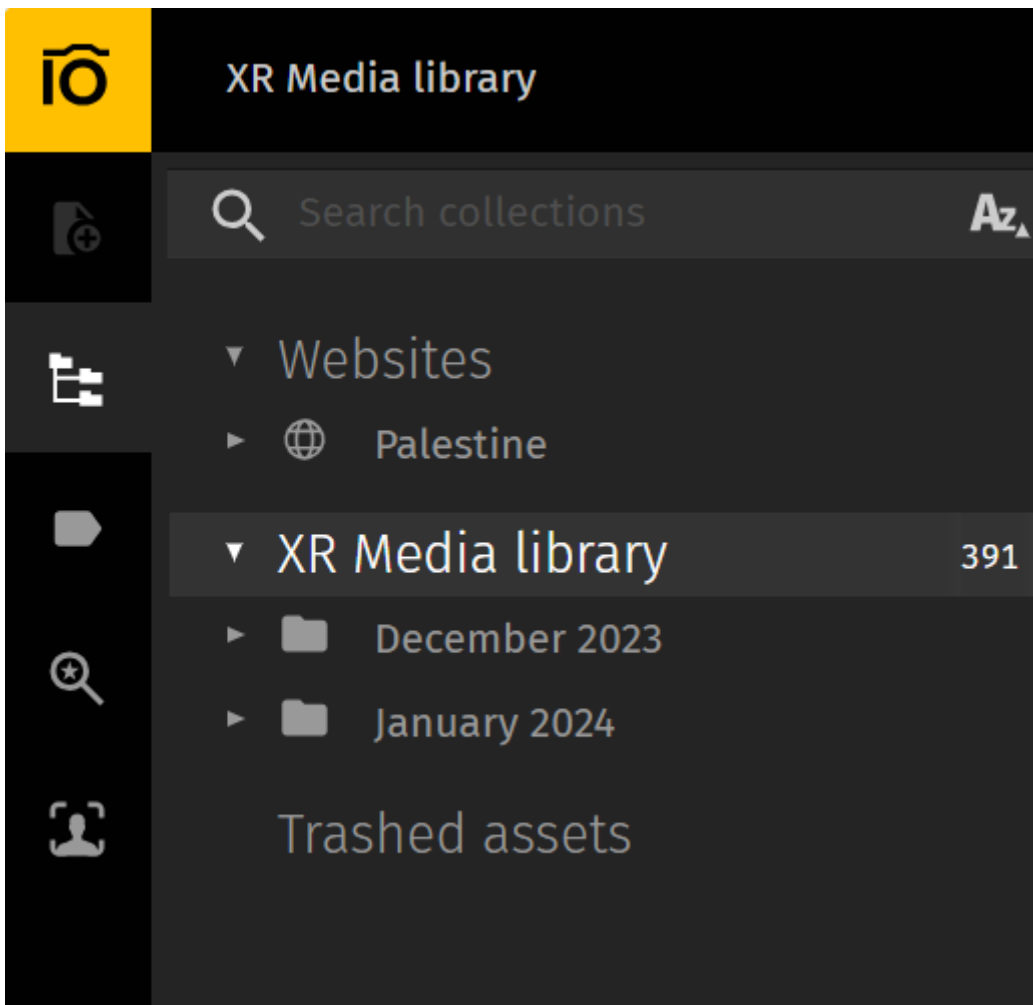 XR Media library
Search collections
Az
Websites
Palestine
XR Media library 391
December 2023
January 2024
Trashed assets